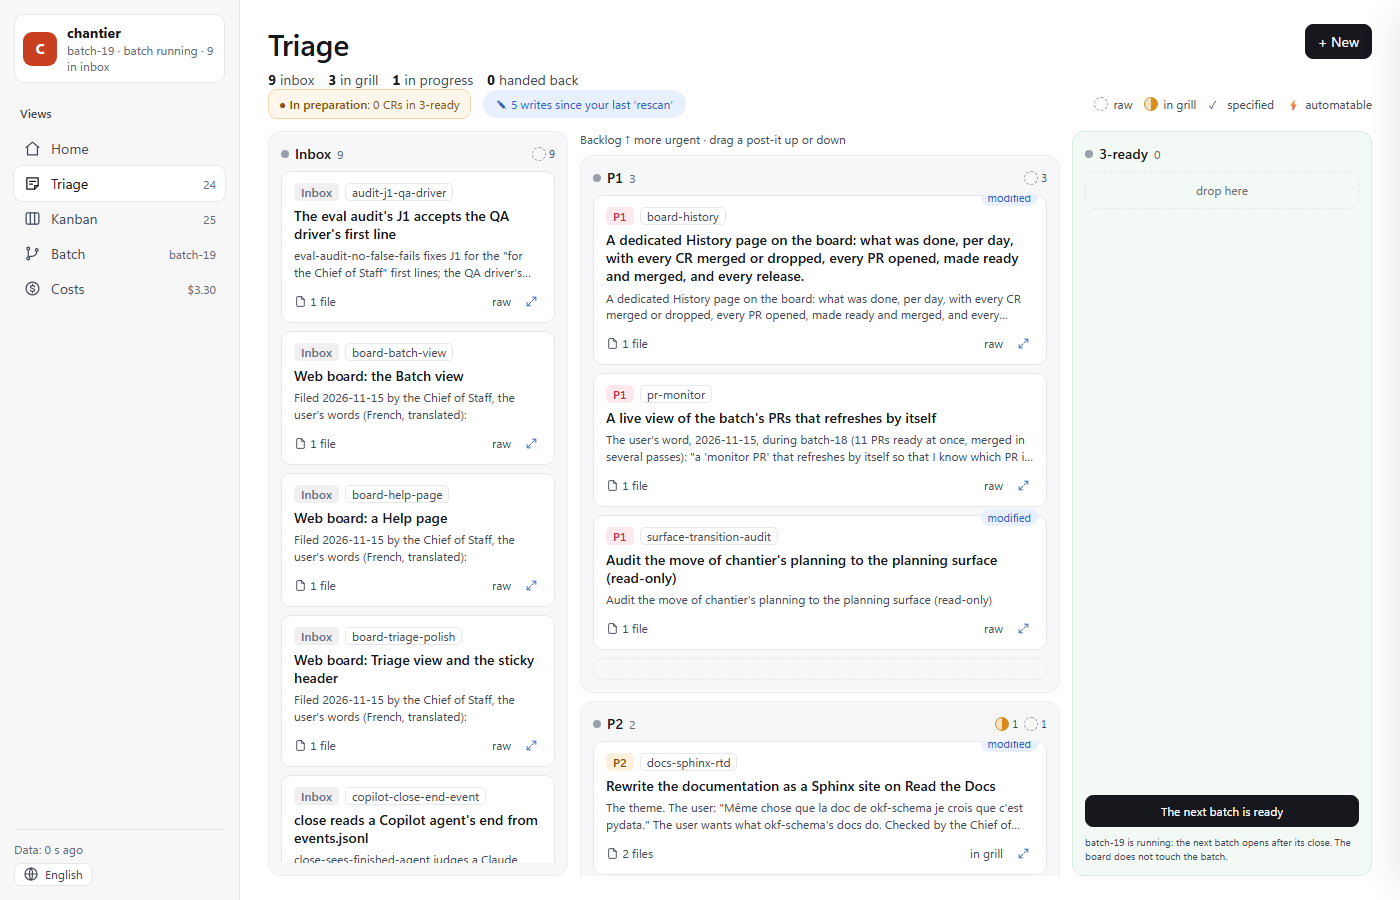 C
chantier
batch-19 · batch running · 9
in inbox
Views
Home
Triage 24
Kanban 25
Batch batch-19
Costs $3.30
Data: 0 s ago
English
Triage
+ New
9 inbox 3 in grill 1 in progress 0 handed back
In preparation: 0 CRs in 3-ready
5 writes since your last ‘rescan’
raw in grill ✓ specified automatable
Inbox 9
9
Inbox audit-j1-qa-driver
The eval audit's J1 accepts the QA
driver's first line
eval-audit-no-false-fails fixes J1 for the "for
the Chief of Staff" first lines; the QA driver's...
1 file raw
Inbox board-batch-view
Web board: the Batch view
Filed 2026-11-15 by the Chief of Staff, the
user's words (French, translated):
1 file raw
Inbox board-help-page
Web board: a Help page
Filed 2026-11-15 by the Chief of Staff, the
user's words (French, translated):
1 file raw
Inbox board-triage-polish
Web board: Triage view and the sticky
header
Filed 2026-11-15 by the Chief of Staff, the
user's words (French, translated):
1 file raw
Inbox copilot-close-end-event
close reads a Copilot agent's end from
events.jsonl
close-sees-finished-agent judges a Claude
Backlog ↑ more urgent · drag a post-it up or down
P1 3
3
modified
P1 board-history
A dedicated History page on the board: what was done, per day,
with every CR merged or dropped, every PR opened, made ready
and merged, and every release.
A dedicated History page on the board: what was done, per day, with every CR
merged or dropped, every PR opened, made ready and merged, and every...
1 file raw
P1 pr-monitor
A live view of the batch's PRs that refreshes by itself
The user's word, 2026-11-15, during batch-18 (11 PRs ready at once, merged in
several passes): "a 'monitor PR' that refreshes by itself so that I know which PR i...
1 file raw
modified
P1 surface-transition-audit
Audit the move of chantier's planning to the planning surface
(read-only)
Audit the move of chantier's planning to the planning surface (read-only)
1 file raw
P2 2
1 1
modified
P2 docs-sphinx-rtd
Rewrite the documentation as a Sphinx site on Read the Docs
The theme. The user: "Même chose que la doc de okf-schema je crois que c'est
pydata." The user wants what okf-schema's docs do. Checked by the Chief of...
2 files in grill
3-ready 0
drop here
The next batch is ready
batch-19 is running: the next batch opens after its close. The
board does not touch the batch.